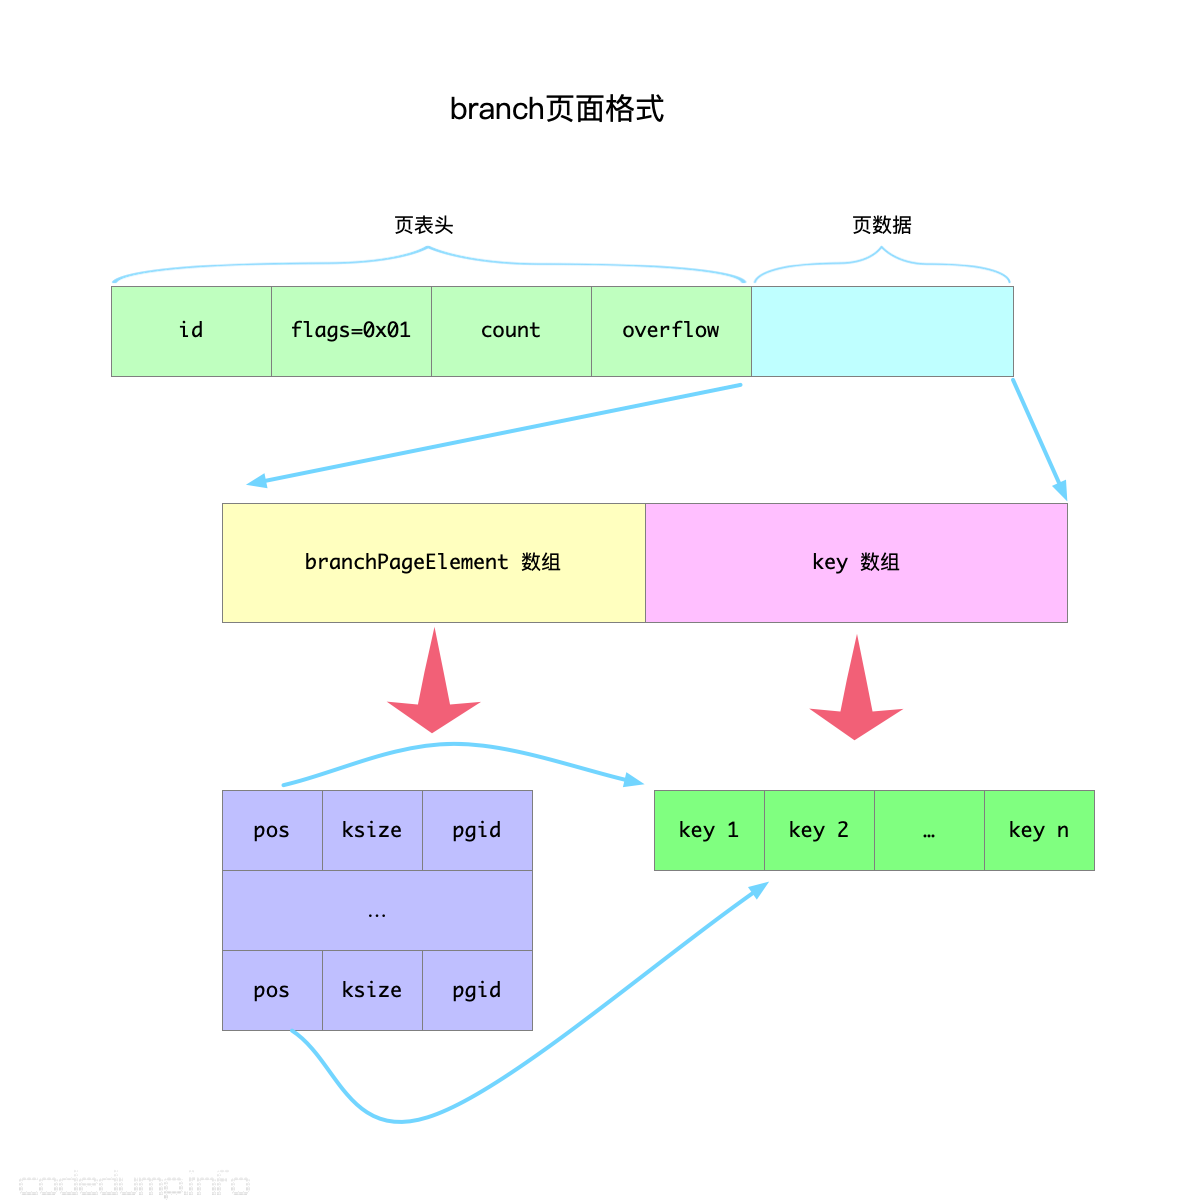 branch页面格式
页表头 页数据
id flags=0x01 count overflow
branchPageElement 数组 key 数组
pos ksize pgid key 1 key 2 … key n
…
pos ksize pgid
codedump.info